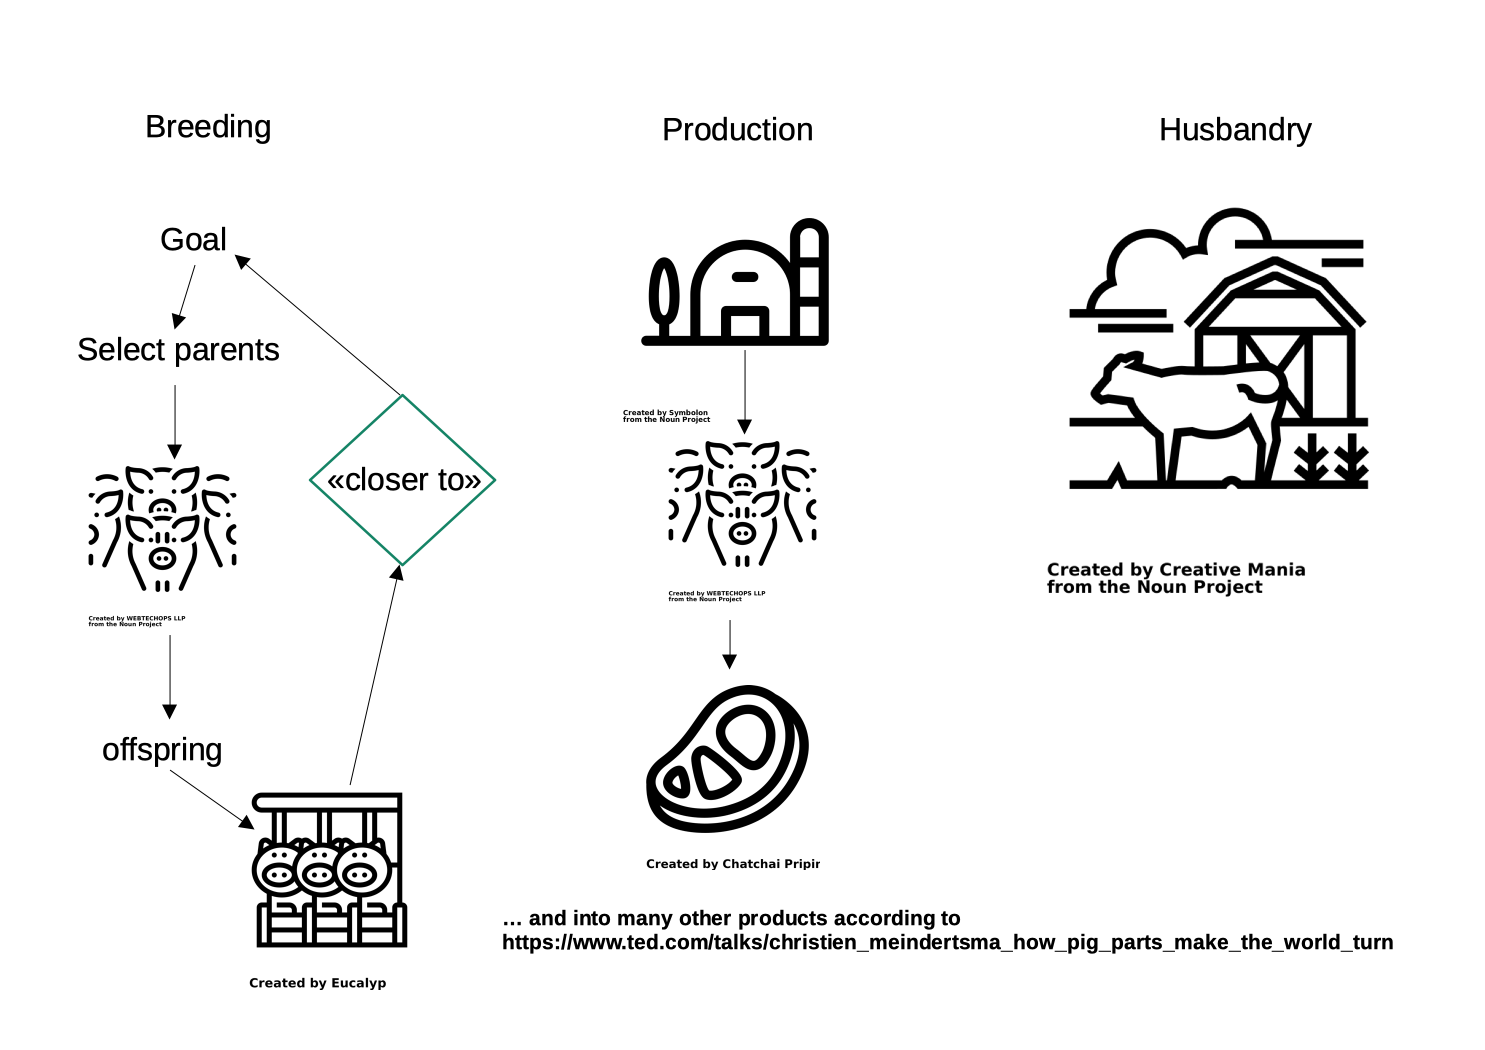 Breeding
Production
Husbandry
Goal
Select parents
«closer to»
Created by WEBTECHOPS LLP
from the Noun Project
offspring
Created by Eucalyp
Created by Symbolon
from the Noun Project
Created by WEBTECHOPS LLP
from the Noun Project
Created by Chatchai Pripir
… and into many other products according to
https://www.ted.com/talks/christien_meindertsma_how_pig_parts_make_the_world_turn
Created by Creative Mania
from the Noun Project